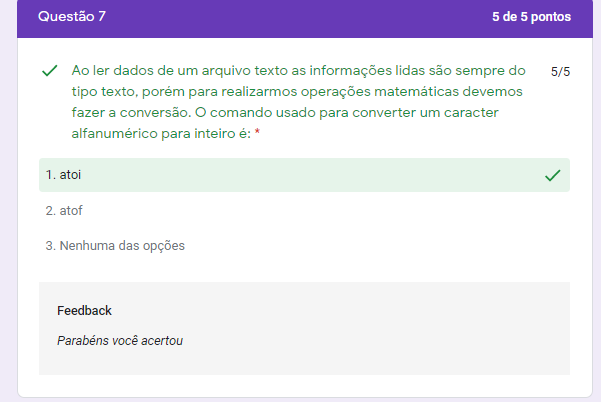 Questão 7
5 de 5 pontos
Ao ler dados de um arquivo texto as informações lidas são sempre do
5/5
tipo texto, porém para realizarmos operações matemáticas devemos
fazer a conversão. O comando usado para converter um caracter
alfanumérico para inteiro é: *
1. atoi
2. atof
3. Nenhuma das opções
Feedback
Parabéns você acertou